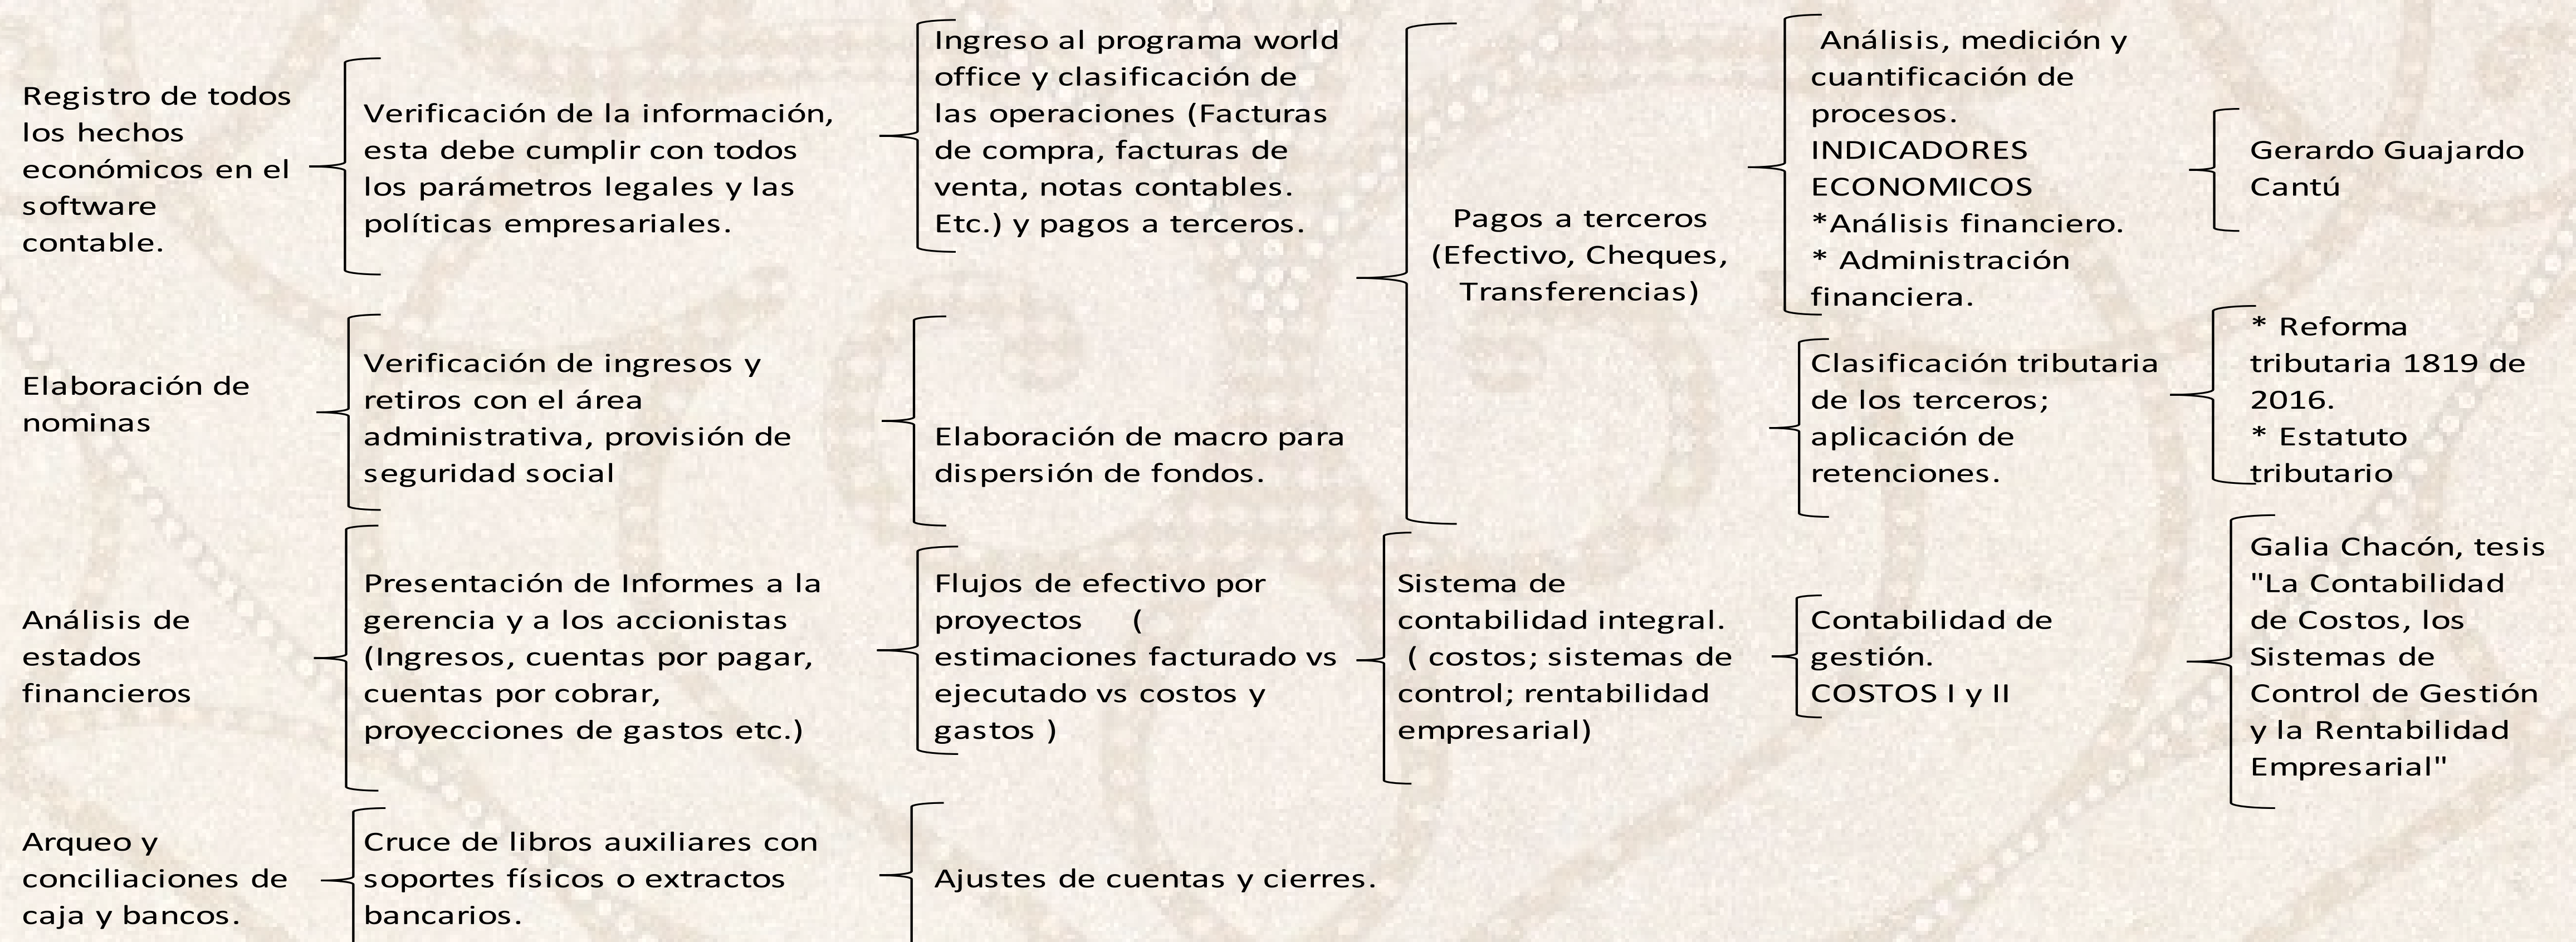 Registro de todos
los hechos
económicos en el
software
contable.
Verificación de la información,
esta debe cumplir con todos
los parámetros legales y las
políticas empresariales.
Ingreso al programa world
office y clasificación de
las operaciones (Facturas
de compra, facturas de
venta, notas contables.
Etc.) y pagos a terceros.
Pagos a terceros
(Efectivo, Cheques,
Transferencias)
Análisis, medición y
cuantificación de
procesos.
INDICADORES
ECONOMICOS
*Análisis financiero.
* Administración
financiera.
Gerardo Guajardo
Cantú
Elaboración de
nominas
Verificación de ingresos y
retiros con el área
administrativa, provisión de
seguridad social
Elaboración de macro para
dispersión de fondos.
Clasificación tributaria
de los terceros;
aplicación de
retenciones.
* Reforma
tributaria 1819 de
2016.
* Estatuto
tributario
Análisis de
estados
financieros
Presentación de Informes a la
gerencia y a los accionistas
(Ingresos, cuentas por pagar,
cuentas por cobrar,
proyecciones de gastos etc.)
Flujos de efectivo por
proyectos (
estimaciones facturado vs
ejecutado vs costos y
gastos )
Sistema de
contabilidad integral.
( costos; sistemas de
control; rentabilidad
empresarial)
Contabilidad de
gestión.
COSTOS I y II
Galia Chacón, tesis
"La Contabilidad
de Costos, los
Sistemas de
Control de Gestión
y la Rentabilidad
Empresarial"
Arqueo y
conciliaciones de
caja y bancos.
Cruce de libros auxiliares con
soportes físicos o extractos
bancarios.
Ajustes de cuentas y cierres.